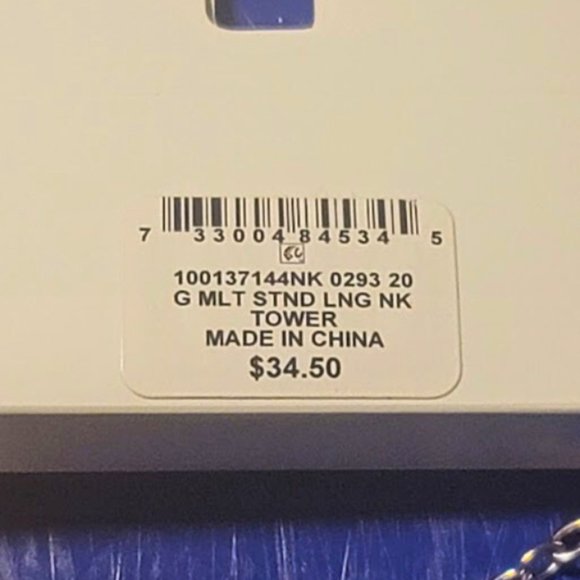 7 33004 84534 5
100137144NK 0293 20
G MLT STND LNG NK
TOWER
MADE IN CHINA
$34.50